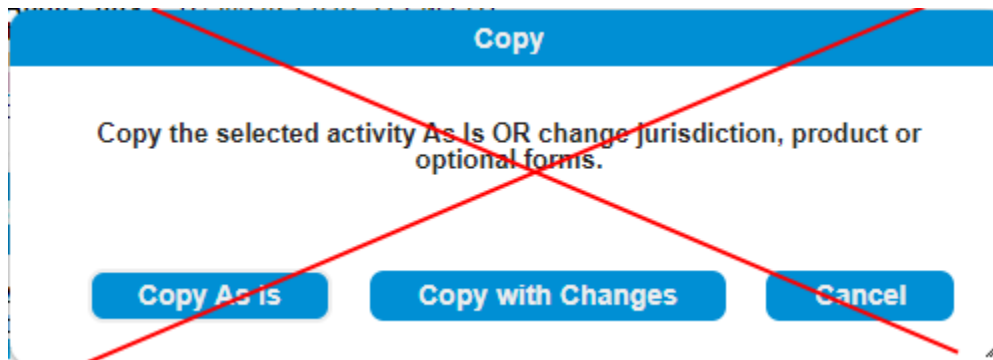 Copy
Copy the selected activity As Is OR change jurisdiction, product or
optional forms.
Copy As is
Copy with Changes
Cancel